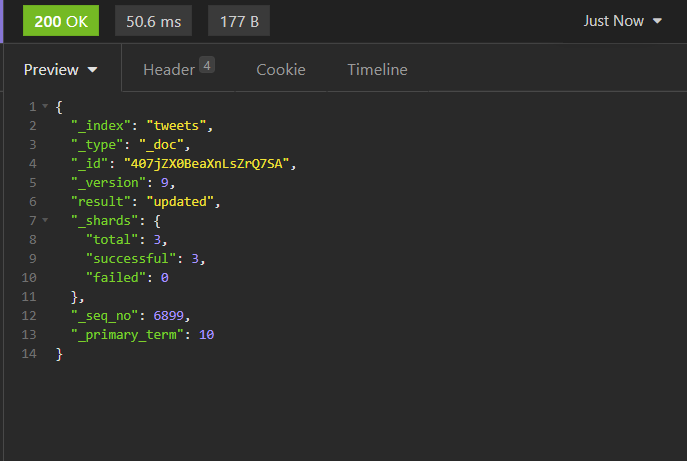 200 OK 50.6 ms 177 B Just Now
Preview Header 4 Cookie Timeline
1 {
2 "_index": "tweets",
3 "_type": "_doc",
4 "_id": "407jZX0BeaXnLsZrQ7SA",
5 "_version": 9,
6 "result": "updated",
7 "_shards": {
8 "total": 3,
9 "successful": 3,
10 "failed": 0
11 },
12 "_seq_no": 6899,
13 "_primary_term": 10
14 }